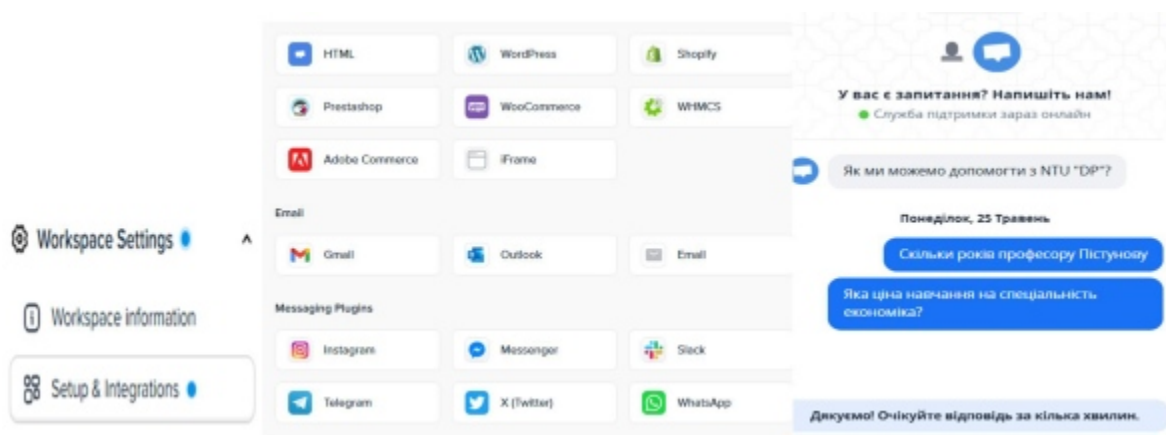 Workspace Settings
Workspace information
Setup & Integrations
HTML
WordPress
Shopify
Prestashop
WooCommerce
WHMCS
Adobe Commerce
iFrame
Email
Gmail
Outlook
Email
Messaging Plugins
Instagram
Messenger
Slack
Telegram
X (Twitter)
WhatsApp
У вас є запитання? Напишіть нам!
Служба підтримки зараз онлайн
Як ми можемо допомогти з NTU "DP"?
Понеділок, 25 Травень
Скільки років професору Пістунову
Яка ціна навчання на спеціальність
економіка?
Дякуємо! Очікуйте відповідь за кілька хвилин.